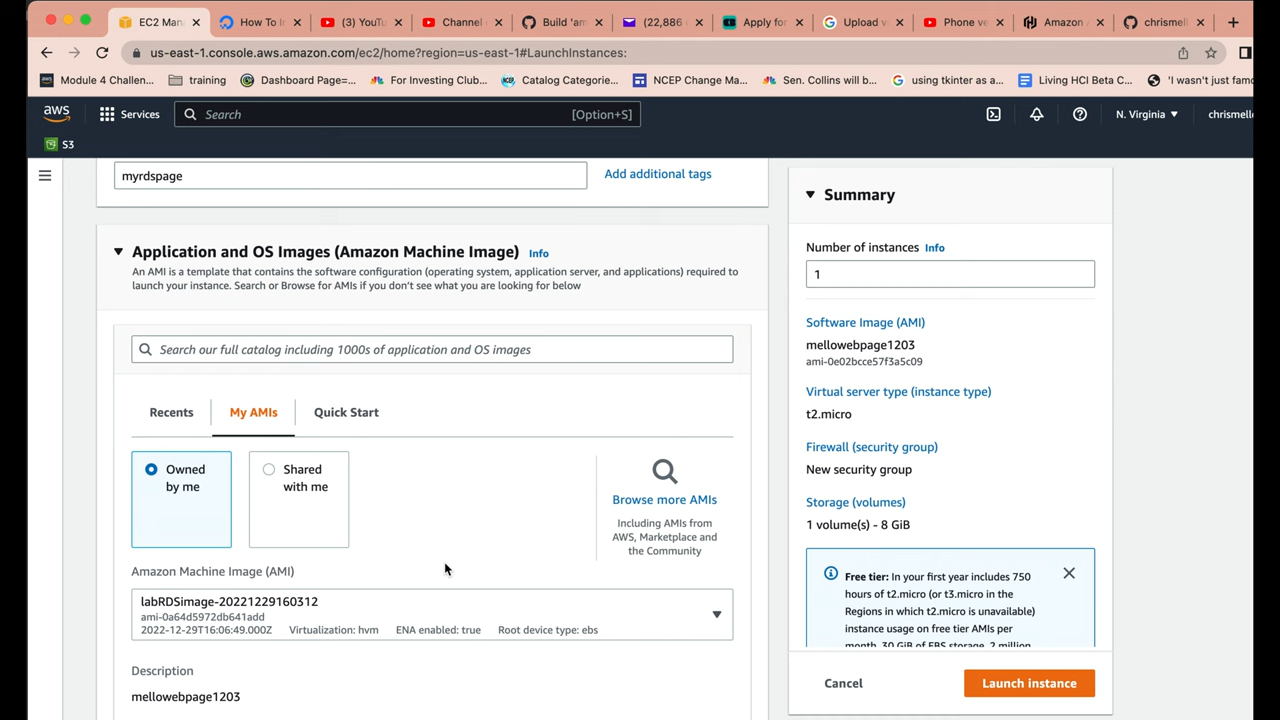 EC2 Man
How To I
(3) YouTu
Channel
Build 'am
(22,886
Apply for
Upload v
Phone ve
Amazon
chrismell
us-east-1.console.aws.amazon.com/ec2/home?region=us-east-1#LaunchInstances:
Module 4 Challen...
training
Dashboard Page=...
For Investing Club...
Catalog Categorie...
NCEP Change Ma...
Sen. Collins will b...
using tkinter as a...
Living HCI Beta C...
'I wasn't just famo
aws
Services
Search
[Option+S]
N. Virginia
chrismello
S3
myrdspage
Add additional tags
Application and OS Images (Amazon Machine Image) Info
An AMI is a template that contains the software configuration (operating system, application server, and applications) required to
launch your instance. Search or Browse for AMIs if you don't see what you are looking for below
Search our full catalog including 1000s of application and OS images
Recents
My AMIs
Quick Start
Owned
by me
Shared
with me
Browse more AMIs
Including AMIs from
AWS, Marketplace and
the Community
Amazon Machine Image (AMI)
labRDSimage-20221229160312
ami-0a64d5972db641add
2022-12-29T16:06:49.000Z Virtualization: hvm ENA enabled: true Root device type: ebs
Description
mellowebpage1203
Summary
Number of instances Info
1
Software Image (AMI)
mellowebpage1203
ami-0e02bcce57f3a5c09
Virtual server type (instance type)
t2.micro
Firewall (security group)
New security group
Storage (volumes)
1 volume(s) - 8 GiB
Free tier: In your first year includes 750
hours of t2.micro (or t3.micro in the
Regions in which t2.micro is unavailable)
instance usage on free tier AMIs per
month, 30 GiB of EBS storage, 2 million
Cancel
Launch instance